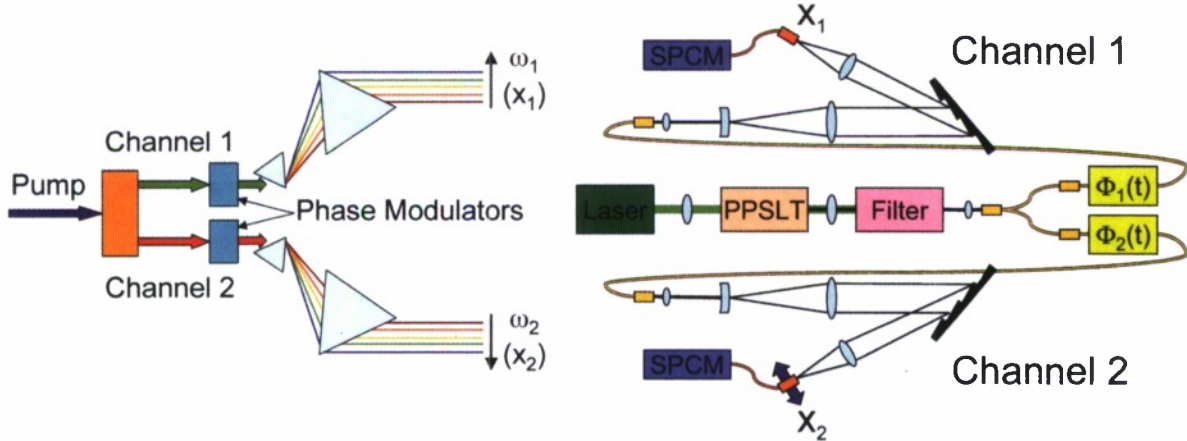 Channel 1
Pump
Phase Modulators
Channel 2
ω1
(x1)
ω2
(x2)
X1
SPCM
Channel 1
Laser
PPSLT
Filter
Φ1(t)
Φ2(t)
SPCM
X2
Channel 2